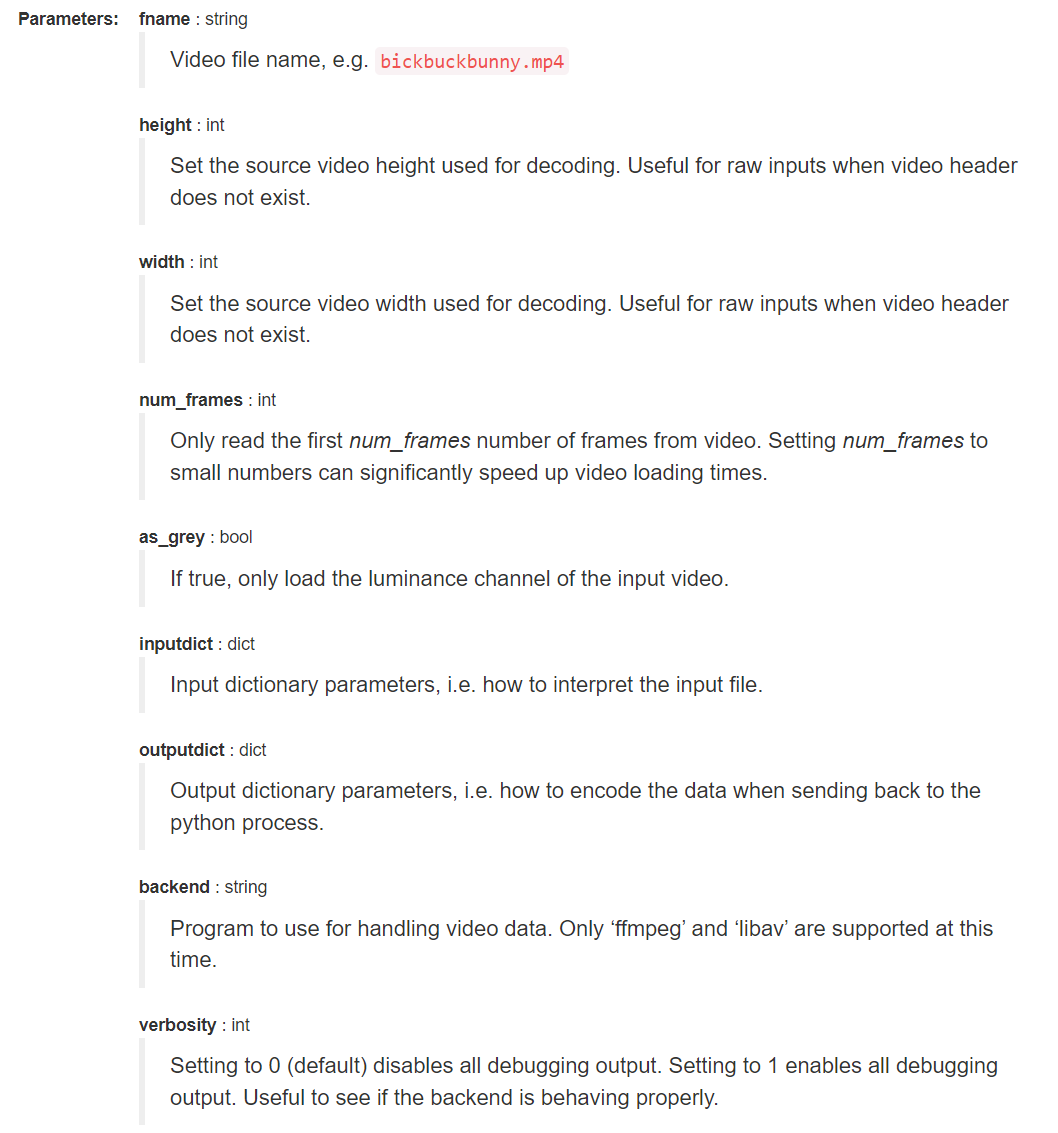 Parameters: fname : string
Video file name, e.g. bickbuckbunny.mp4
height : int
Set the source video height used for decoding. Useful for raw inputs when video header
does not exist.
width : int
Set the source video width used for decoding. Useful for raw inputs when video header
does not exist.
num_frames : int
Only read the first num_frames number of frames from video. Setting num_frames to
small numbers can significantly speed up video loading times.
as_grey : bool
If true, only load the luminance channel of the input video.
inputdict : dict
Input dictionary parameters, i.e. how to interpret the input file.
outputdict : dict
Output dictionary parameters, i.e. how to encode the data when sending back to the
python process.
backend : string
Program to use for handling video data. Only ‘ffmpeg’ and ‘libav’ are supported at this
time.
verbosity : int
Setting to 0 (default) disables all debugging output. Setting to 1 enables all debugging
output. Useful to see if the backend is behaving properly.